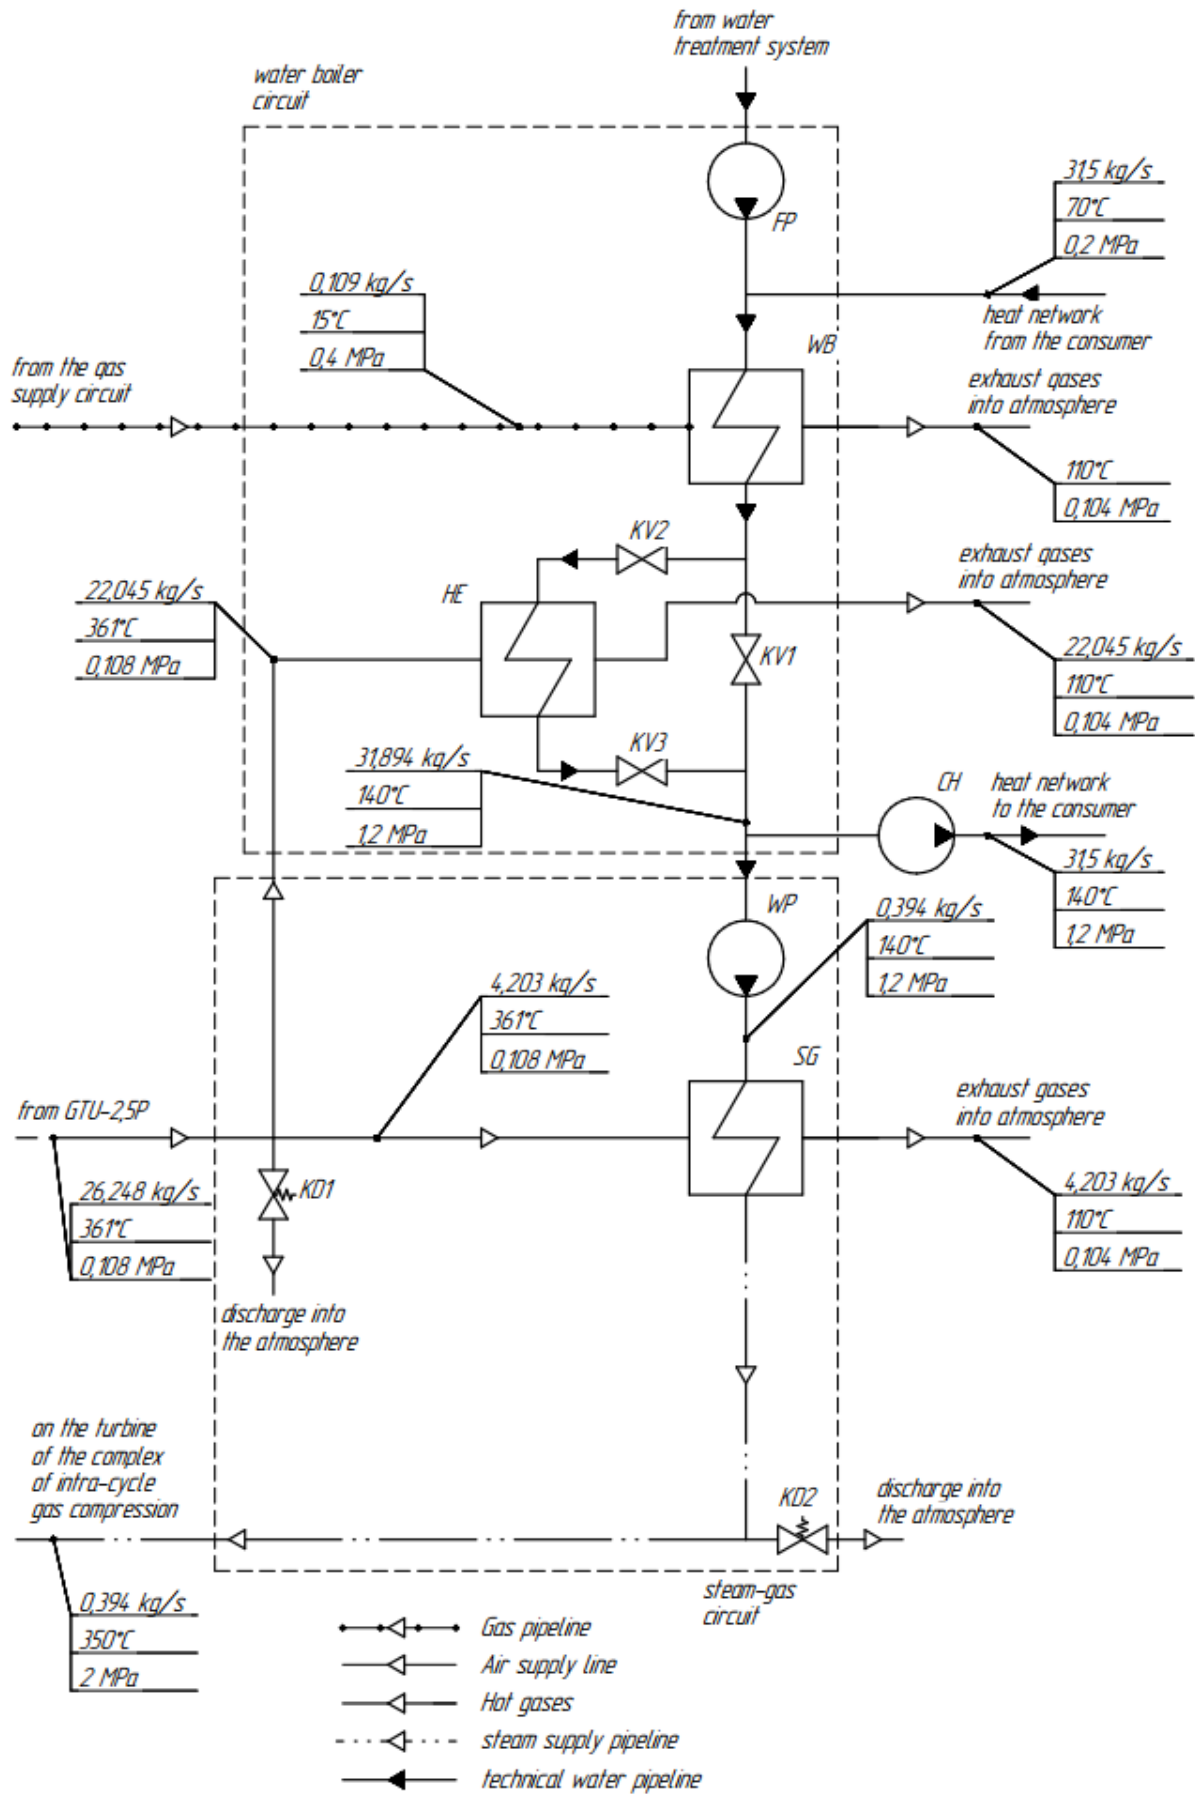 from water
treatment system
water boiler
circuit
FP
31,5 kg/s
70°C
0,2 MPa
0,109 kg/s
15°C
0,4 MPa
heat network
from the consumer
WB
from the gas
supply circuit
exhaust gases
into atmosphere
110°C
0,104 MPa
KV2
exhaust gases
into atmosphere
HE
22,045 kg/s
361°C
0,108 MPa
KV1
22,045 kg/s
110°C
0,104 MPa
KV3
31,894 kg/s
140°C
1,2 MPa
CH
heat network
to the consumer
31,5 kg/s
140°C
1,2 MPa
WP
0,394 kg/s
140°C
1,2 MPa
4,203 kg/s
361°C
0,108 MPa
SG
from GTU-2,5P
exhaust gases
into atmosphere
26,248 kg/s
361°C
0,108 MPa
KD1
4,203 kg/s
110°C
0,104 MPa
discharge into
the atmosphere
on the turbine
of the complex
of intra-cycle
gas compression
KD2
discharge into
the atmosphere
0,394 kg/s
350°C
2 MPa
steam-gas
circuit
Gas pipeline
Air supply line
Hot gases
steam supply pipeline
technical water pipeline